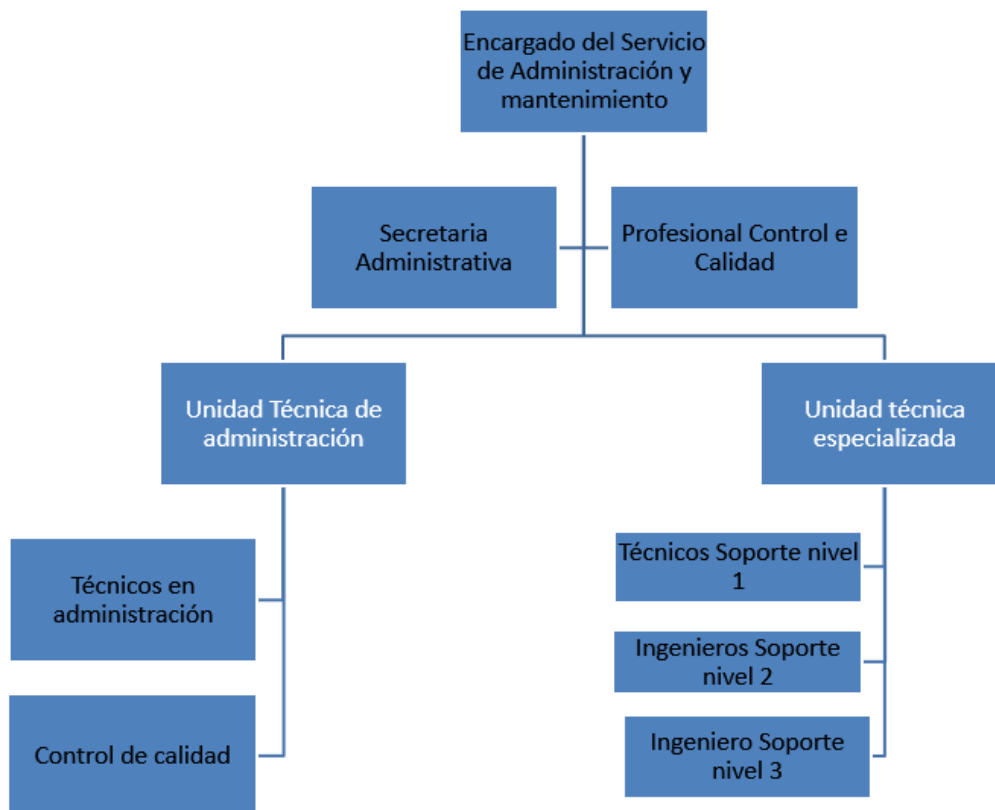 Encargado del Servicio
de Administración y
mantenimiento
Secretaria
Administrativa
Profesional Control e
Calidad
Unidad Técnica de
administración
Unidad técnica
especializada
Técnicos en
administración
Control de calidad
Técnicos Soporte nivel
1
Ingenieros Soporte
nivel 2
Ingeniero Soporte
nivel 3